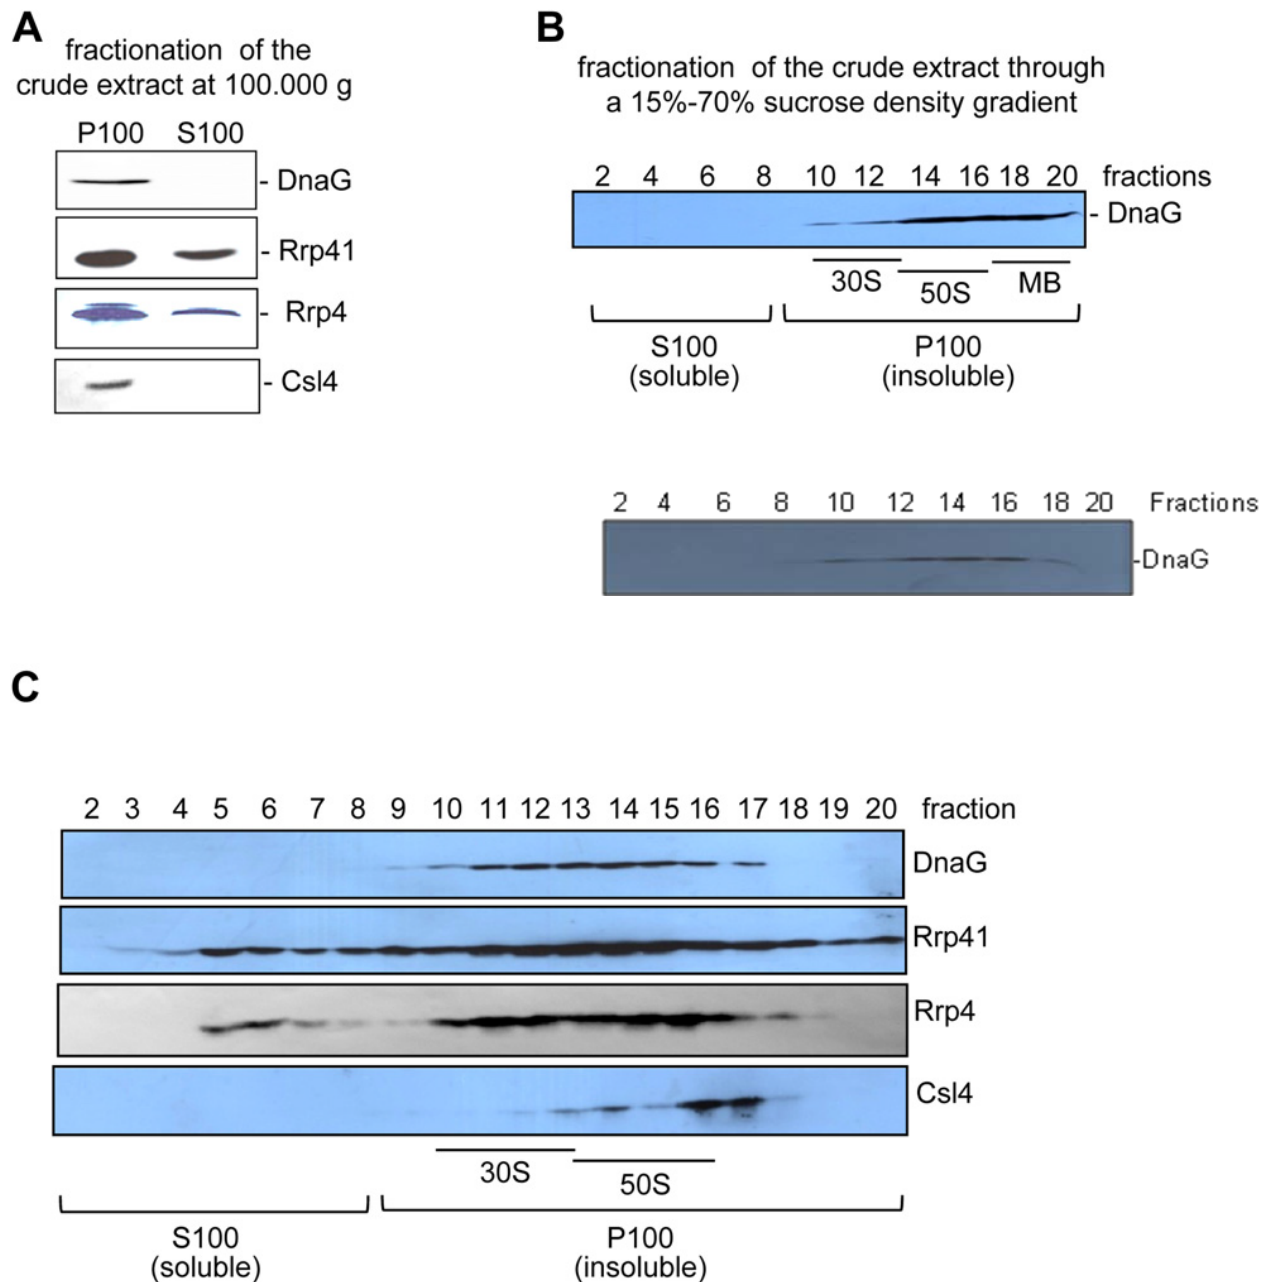 A
fractionation of the
crude extract at 100.000 g
P100 S100
- DnaG
- Rrp41
- Rrp4
- Csl4
B
fractionation of the crude extract through
a 15%-70% sucrose density gradient
2 4 6 8 10 12 14 16 18 20 fractions
- DnaG
30S 50S MB
S100 P100
(soluble) (insoluble)
2 4 6 8 10 12 14 16 18 20 Fractions
-DnaG
C
2 3 4 5 6 7 8 9 10 11 12 13 14 15 16 17 18 19 20 fraction
DnaG
Rrp41
Rrp4
Csl4
30S 50S
S100 P100
(soluble) (insoluble)